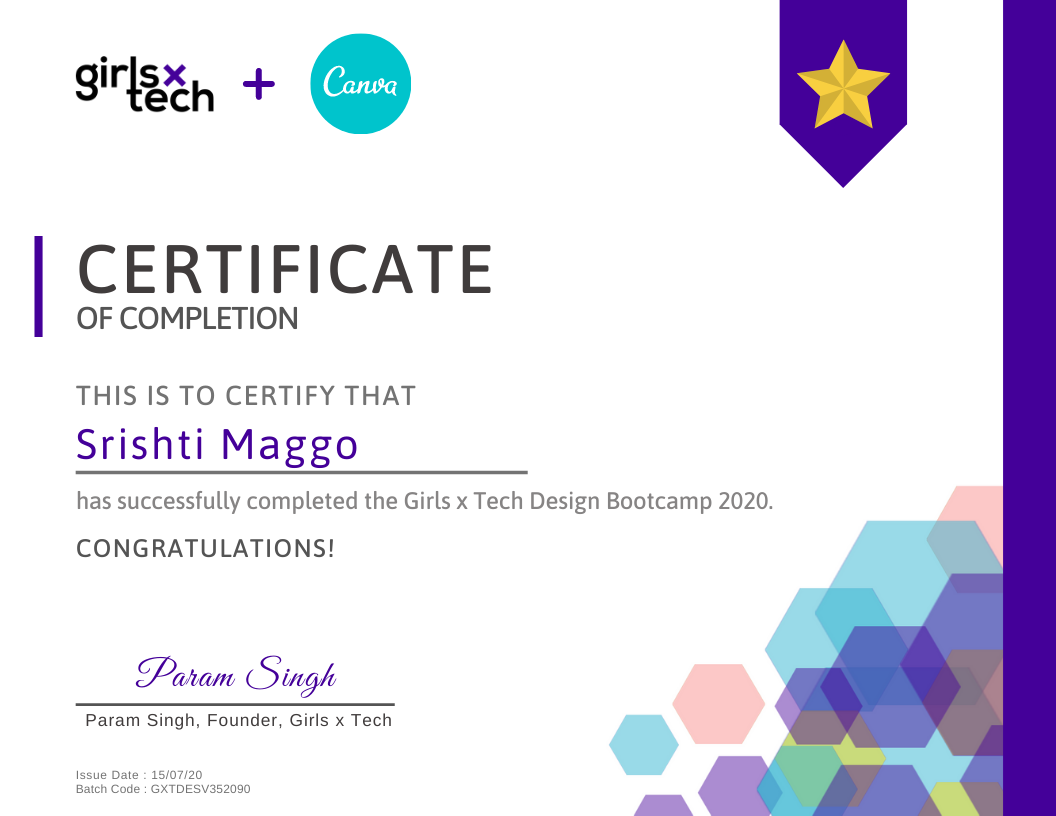 girls x
tech
+
Canva
CERTIFICATE
OF COMPLETION
THIS IS TO CERTIFY THAT
Srishti Maggo
has successfully completed the Girls x Tech Design Bootcamp 2020.
CONGRATULATIONS!
Param Singh
Param Singh, Founder, Girls x Tech
Issue Date : 15/07/20
Batch Code : GXTDESV352090